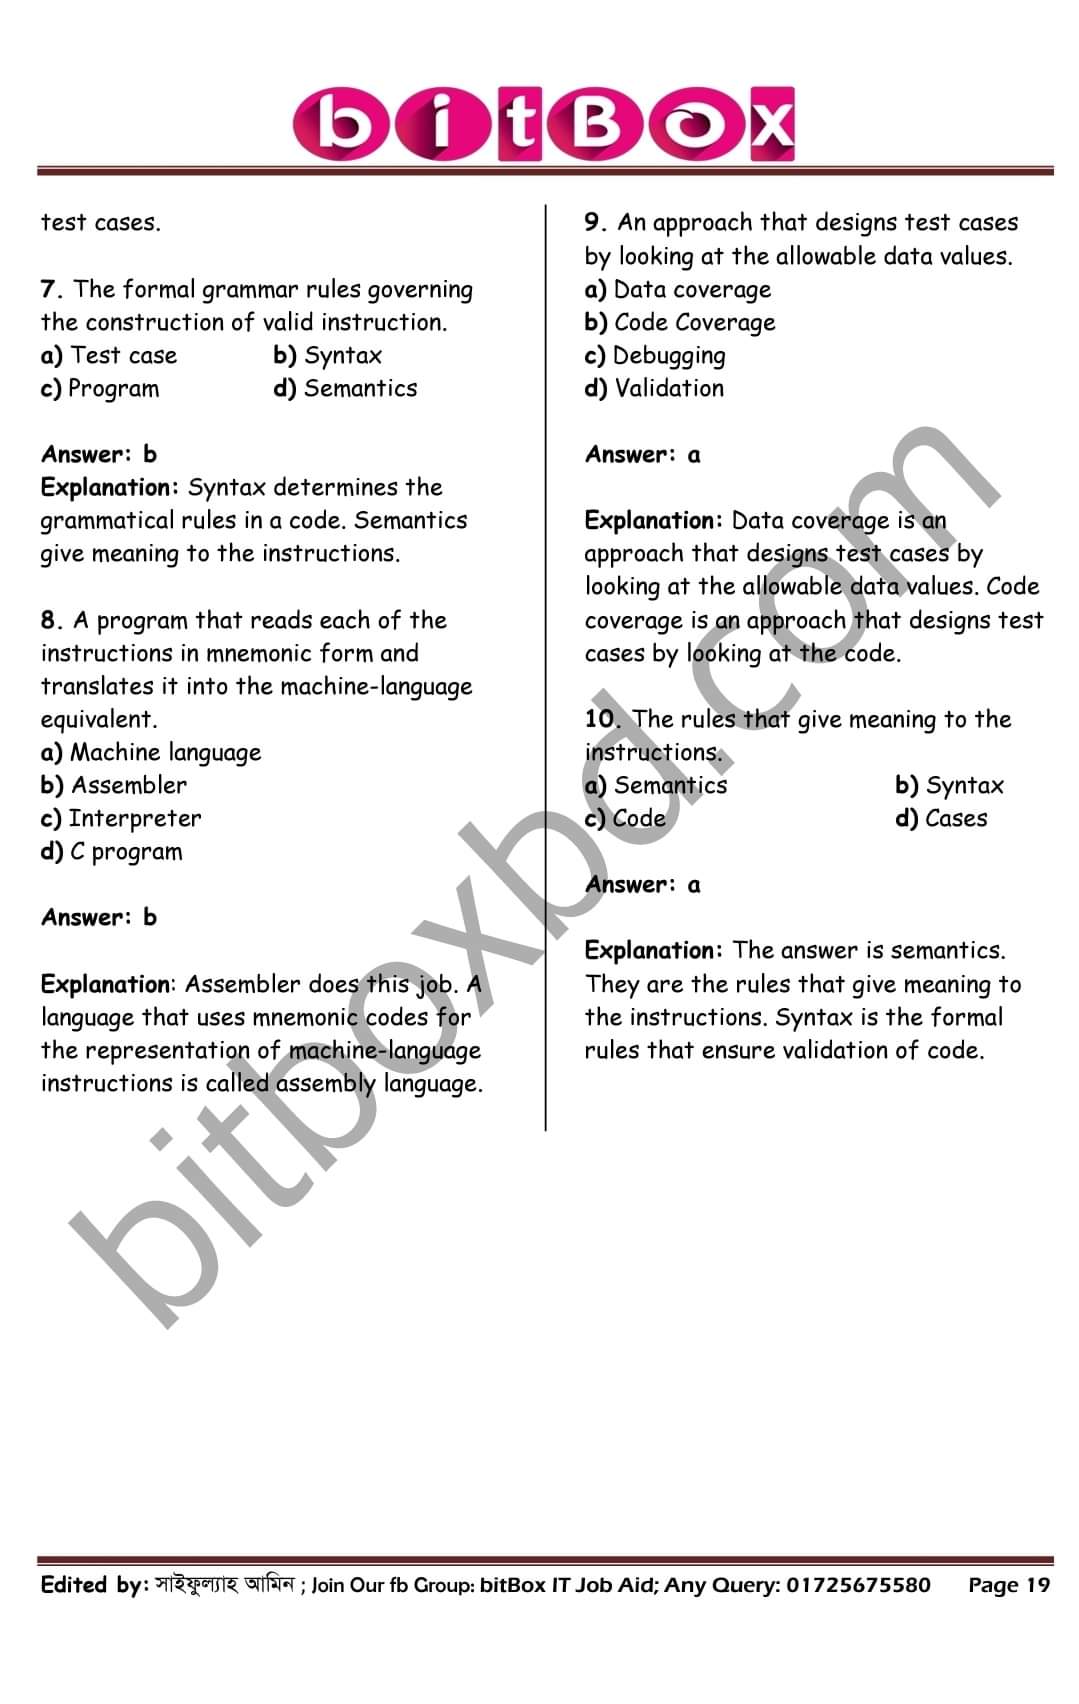 bitBox
test cases.
7. The formal grammar rules governing
the construction of valid instruction.
a) Test case b) Syntax
c) Program d) Semantics
Answer: b
Explanation: Syntax determines the
grammatical rules in a code. Semantics
give meaning to the instructions.
8. A program that reads each of the
instructions in mnemonic form and
translates it into the machine-language
equivalent.
a) Machine language
b) Assembler
c) Interpreter
d) C program
Answer: b
Explanation: Assembler does this job. A
language that uses mnemonic codes for
the representation of machine-language
instructions is called assembly language.
9. An approach that designs test cases
by looking at the allowable data values.
a) Data coverage
b) Code Coverage
c) Debugging
d) Validation
Answer: a
Explanation: Data coverage is an
approach that designs test cases by
looking at the allowable data values. Code
coverage is an approach that designs test
cases by looking at the code.
10. The rules that give meaning to the
instructions.
a) Semantics b) Syntax
c) Code d) Cases
Answer: a
Explanation: The answer is semantics.
They are the rules that give meaning to
the instructions. Syntax is the formal
rules that ensure validation of code.
bitboxbd.com
Edited by: সাইফুল্যাহ আমিন ; Join Our fb Group: bitBox IT Job Aid; Any Query: 01725675580 Page 19